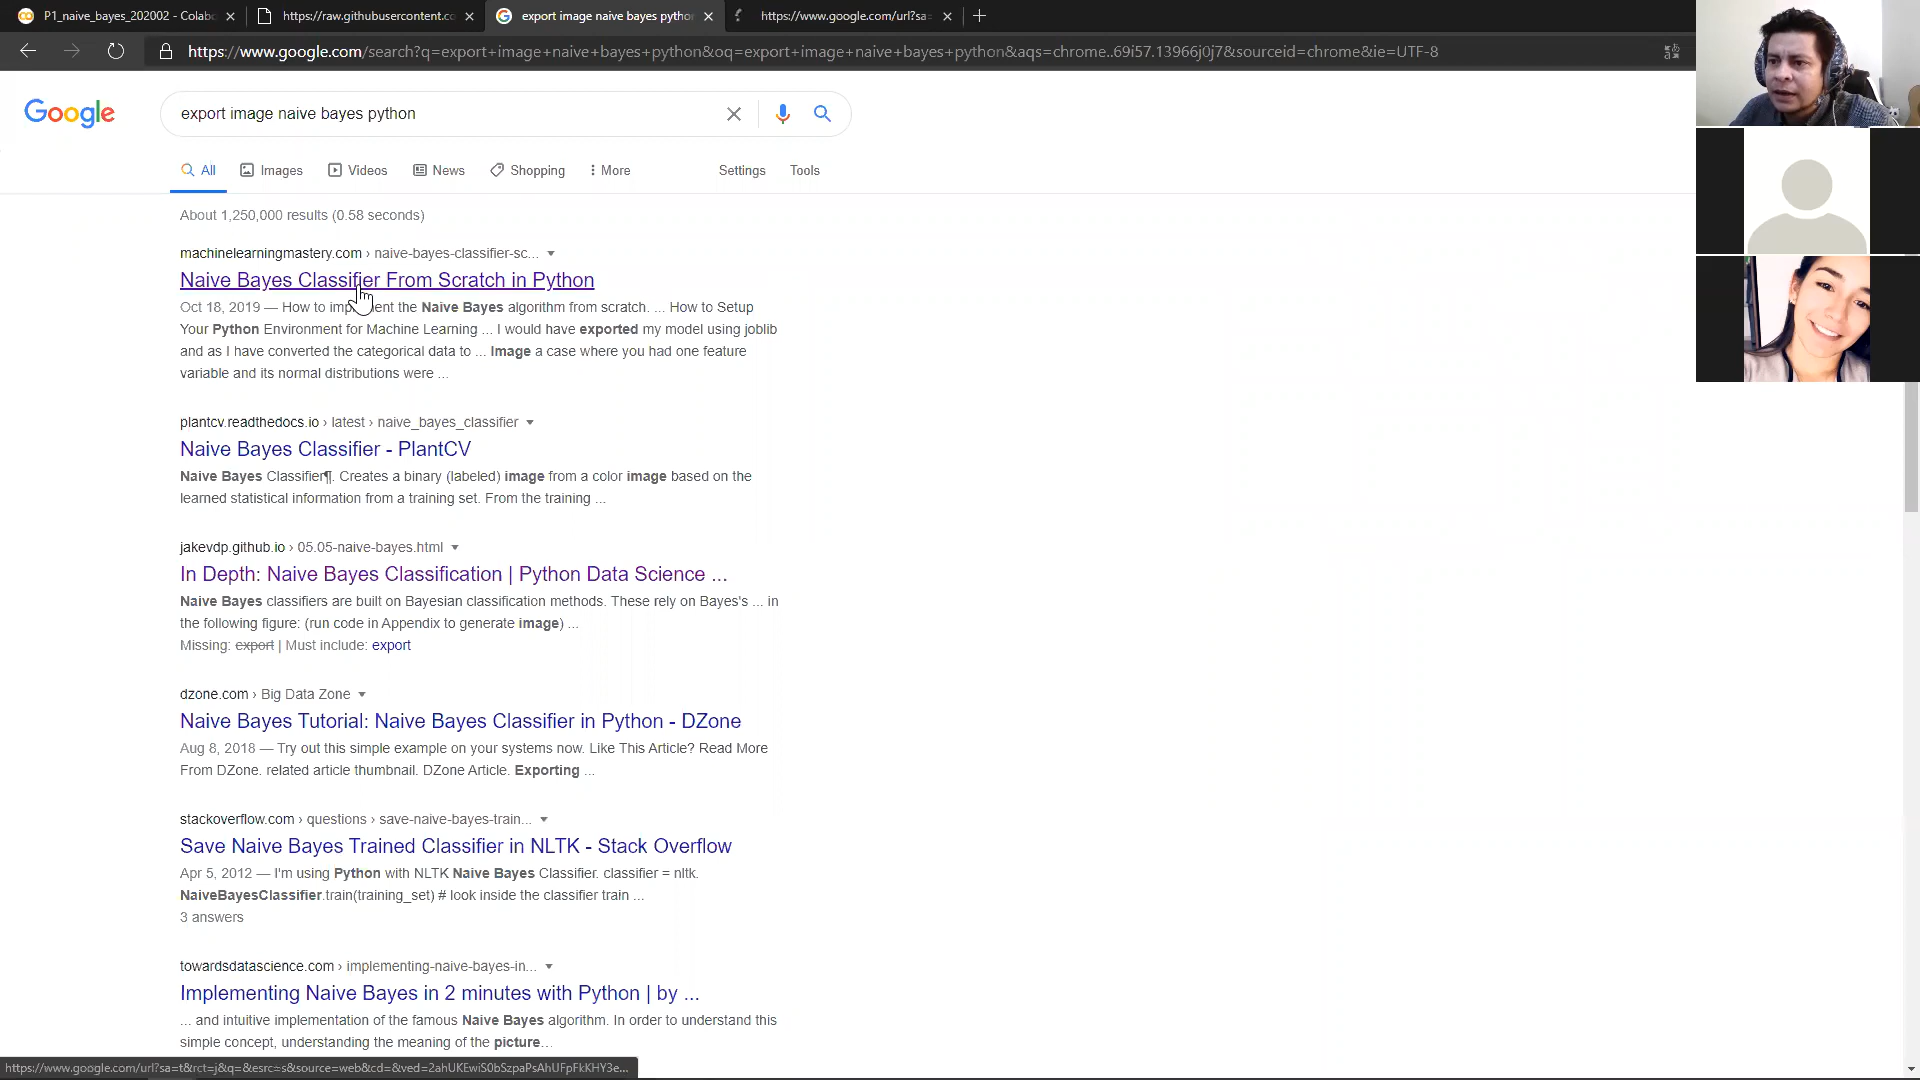 P1_naive_bayes_202002 - Colab
https://raw.githubusercontent.co
export image naive bayes pytho
https://www.google.com/url?sa=
https://www.google.com/search?q=export+image+naive+bayes+python&oq=export+image+naive+bayes+python&aqs=chrome..69i57.13966j0j7&sourceid=chrome&ie=UTF-8
Google
export image naive bayes python
All Images Videos News Shopping More Settings Tools
About 1,250,000 results (0.58 seconds)
machinelearningmastery.com › naive-bayes-classifier-sc...
Naive Bayes Classifier From Scratch in Python
Oct 18, 2019 — How to implement the Naive Bayes algorithm from scratch. ... How to Setup
Your Python Environment for Machine Learning ... I would have exported my model using joblib
and as I have converted the categorical data to ... Image a case where you had one feature
variable and its normal distributions were ...
plantcv.readthedocs.io › latest › naive_bayes_classifier
Naive Bayes Classifier - PlantCV
Naive Bayes Classifier¶. Creates a binary (labeled) image from a color image based on the
learned statistical information from a training set. From the training ...
jakevdp.github.io › 05.05-naive-bayes.html
In Depth: Naive Bayes Classification | Python Data Science ...
Naive Bayes classifiers are built on Bayesian classification methods. These rely on Bayes's ... in
the following figure: (run code in Appendix to generate image) ...
Missing: export | Must include: export
dzone.com › Big Data Zone
Naive Bayes Tutorial: Naive Bayes Classifier in Python - DZone
Aug 8, 2018 — Try out this simple example on your systems now. Like This Article? Read More
From DZone. related article thumbnail. DZone Article. Exporting ...
stackoverflow.com › questions › save-naive-bayes-train...
Save Naive Bayes Trained Classifier in NLTK - Stack Overflow
Apr 5, 2012 — I'm using Python with NLTK Naive Bayes Classifier. classifier = nltk.
NaiveBayesClassifier.train(training_set) # look inside the classifier train ...
3 answers
towardsdatascience.com › implementing-naive-bayes-in...
Implementing Naive Bayes in 2 minutes with Python | by ...
... and intuitive implementation of the famous Naive Bayes algorithm. In order to understand this
simple concept, understanding the meaning of the picture...